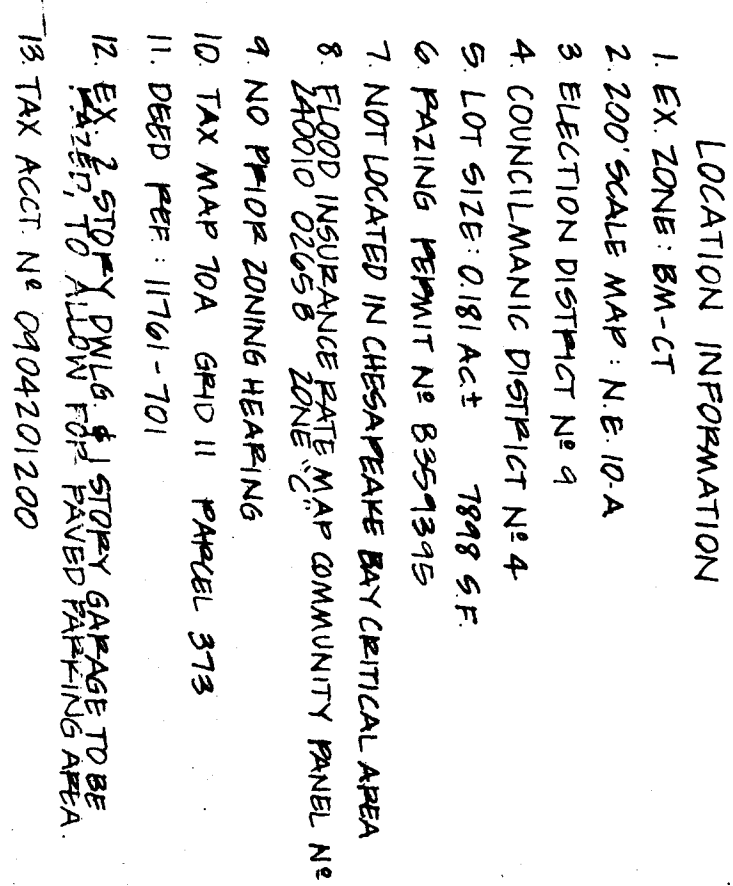 LOCATION INFORMATION
1. EX. ZONE: BM-CT
2. 200' SCALE MAP: N.E. 10-A
3 ELECTION DISTRICT Nº 9
4. COUNCILMANIC DISTRICT Nº 4
5. LOT SIZE: 0.181 AC.± 7898 S.F.
6. RAZING PERMIT Nº B359395
7. NOT LOCATED IN CHESAPEAKE BAY CRITICAL AREA
8. FLOOD INSURANCE RATE MAP COMMUNITY PANEL Nº
240010 0265B ZONE "C".
9. NO PRIOR ZONING HEARING
10. TAX MAP 70A GRID 11 PARCEL 373
11. DEED REF.: 11761-701
12. EX. 2 STORY DWLG & 1 STORY GARAGE TO BE
RAZED, TO ALLOW FOR PAVED PARKING AREA.
13. TAX ACCT. Nº 0904201200